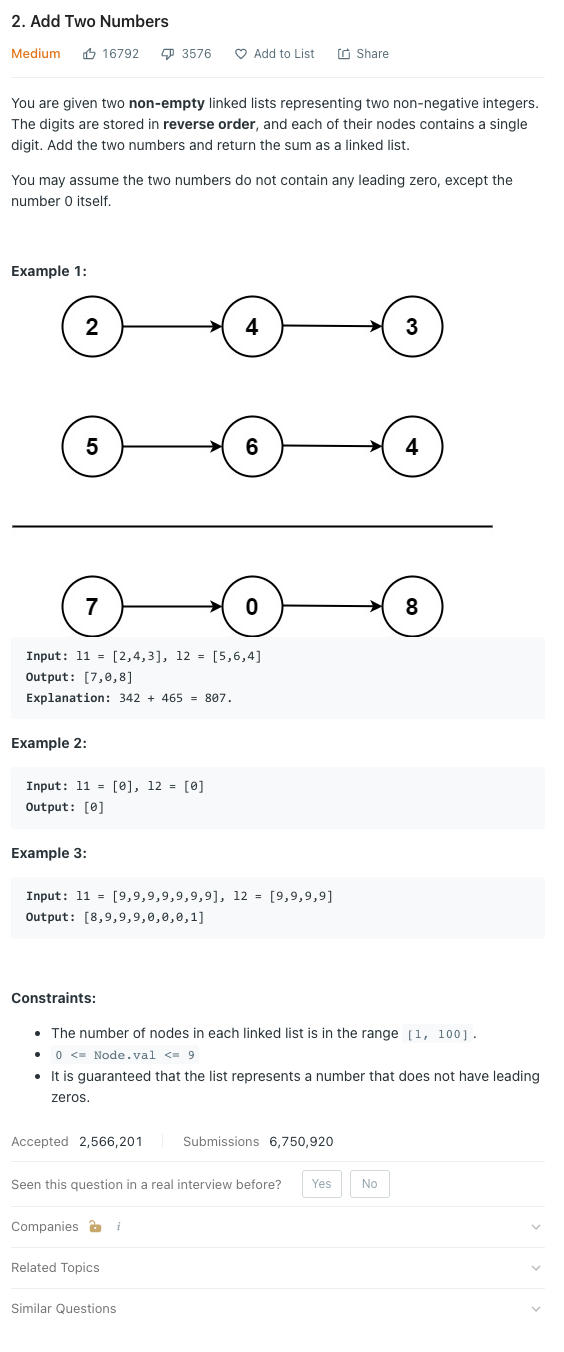 2. Add Two Numbers
Medium 16792 3576 Add to List Share
You are given two non-empty linked lists representing two non-negative integers.
The digits are stored in reverse order, and each of their nodes contains a single
digit. Add the two numbers and return the sum as a linked list.
You may assume the two numbers do not contain any leading zero, except the
number 0 itself.
Example 1:
2 4 3
5 6 4
7 0 8
Input: l1 = [2,4,3], l2 = [5,6,4]
Output: [7,0,8]
Explanation: 342 + 465 = 807.
Example 2:
Input: l1 = [0], l2 = [0]
Output: [0]
Example 3:
Input: l1 = [9,9,9,9,9,9,9], l2 = [9,9,9,9]
Output: [8,9,9,9,0,0,0,1]
Constraints:
• The number of nodes in each linked list is in the range [1, 100].
• 0 <= Node.val <= 9
• It is guaranteed that the list represents a number that does not have leading
zeros.
Accepted 2,566,201 Submissions 6,750,920
Seen this question in a real interview before? Yes No
Companies i
Related Topics
Similar Questions